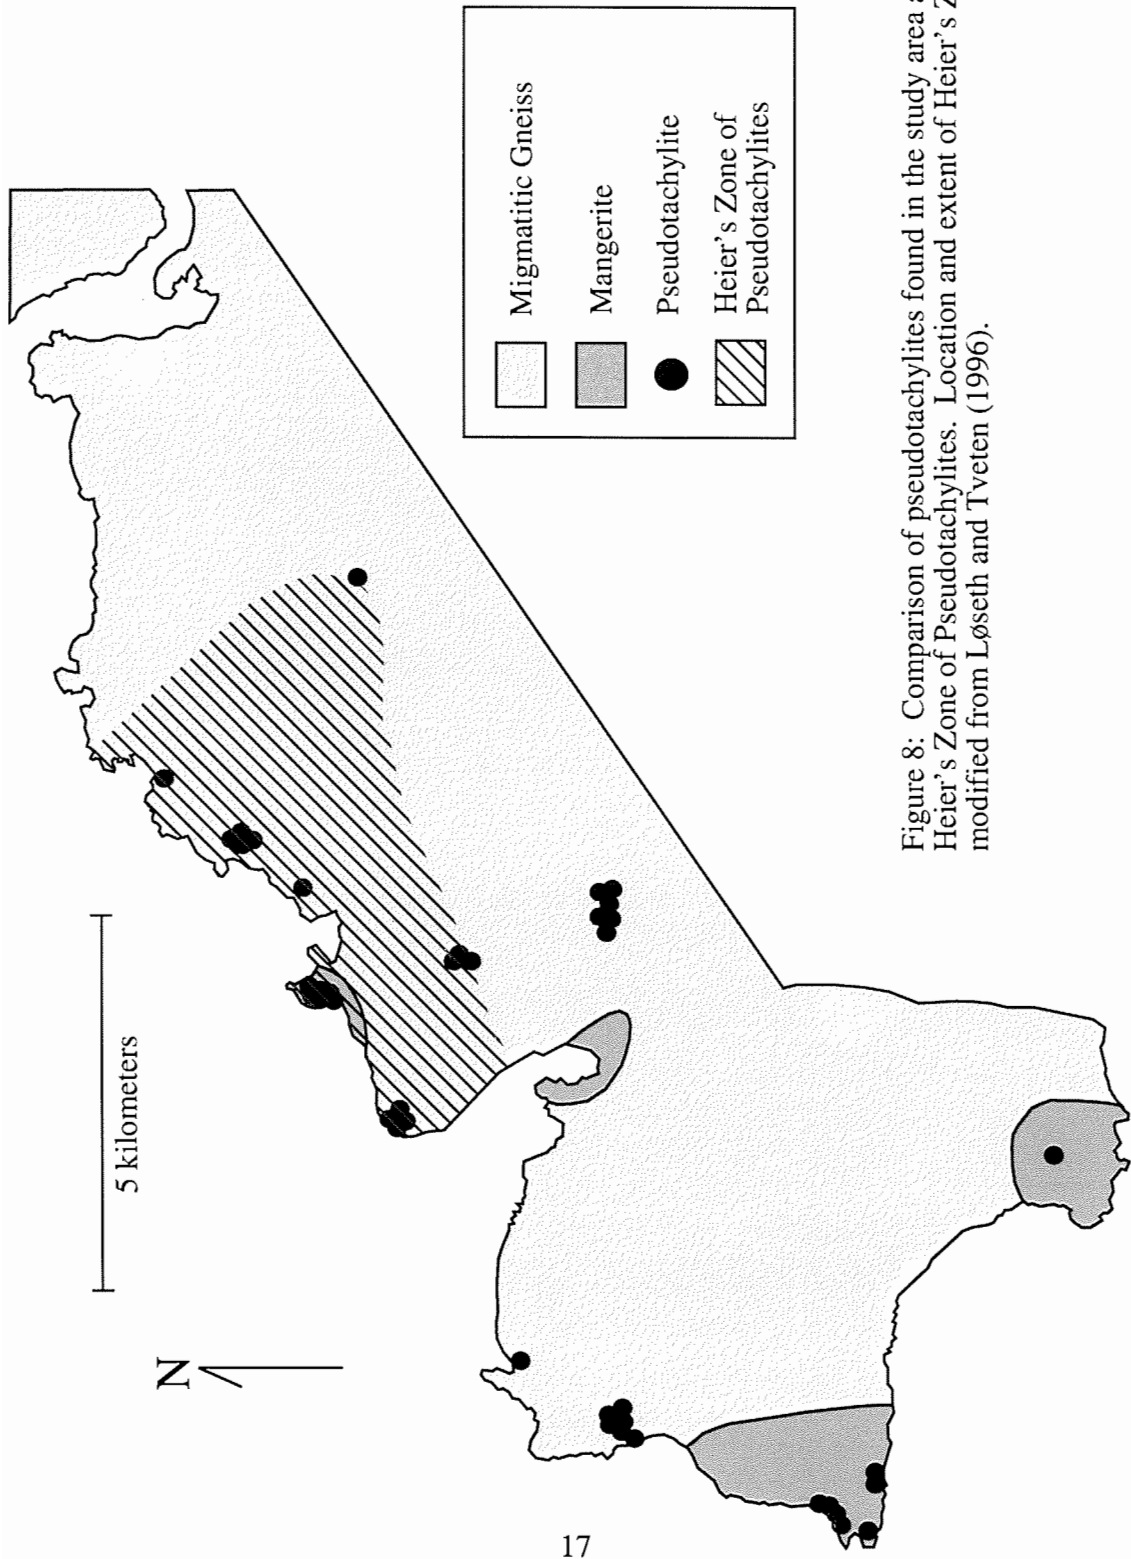 N
5 kilometers
Migmatitic Gneiss
Mangerite
Pseudotachylite
Heier's Zone of
Pseudotachylites
Figure 8: Comparison of pseudotachylites found in the study area
Heier's Zone of Pseudotachylites. Location and extent of Heier's
modified from Løseth and Tveten (1996).
17